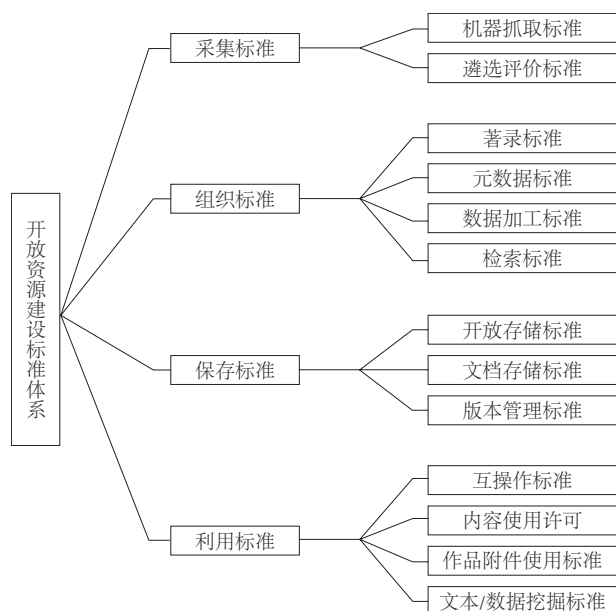 开放资源建设标准体系
采集标准
机器抓取标准
遴选评价标准
组织标准
著录标准
元数据标准
数据加工标准
检索标准
保存标准
开放存储标准
文档存储标准
版本管理标准
利用标准
互操作标准
内容使用许可
作品附件使用标准
文本/数据挖掘标准